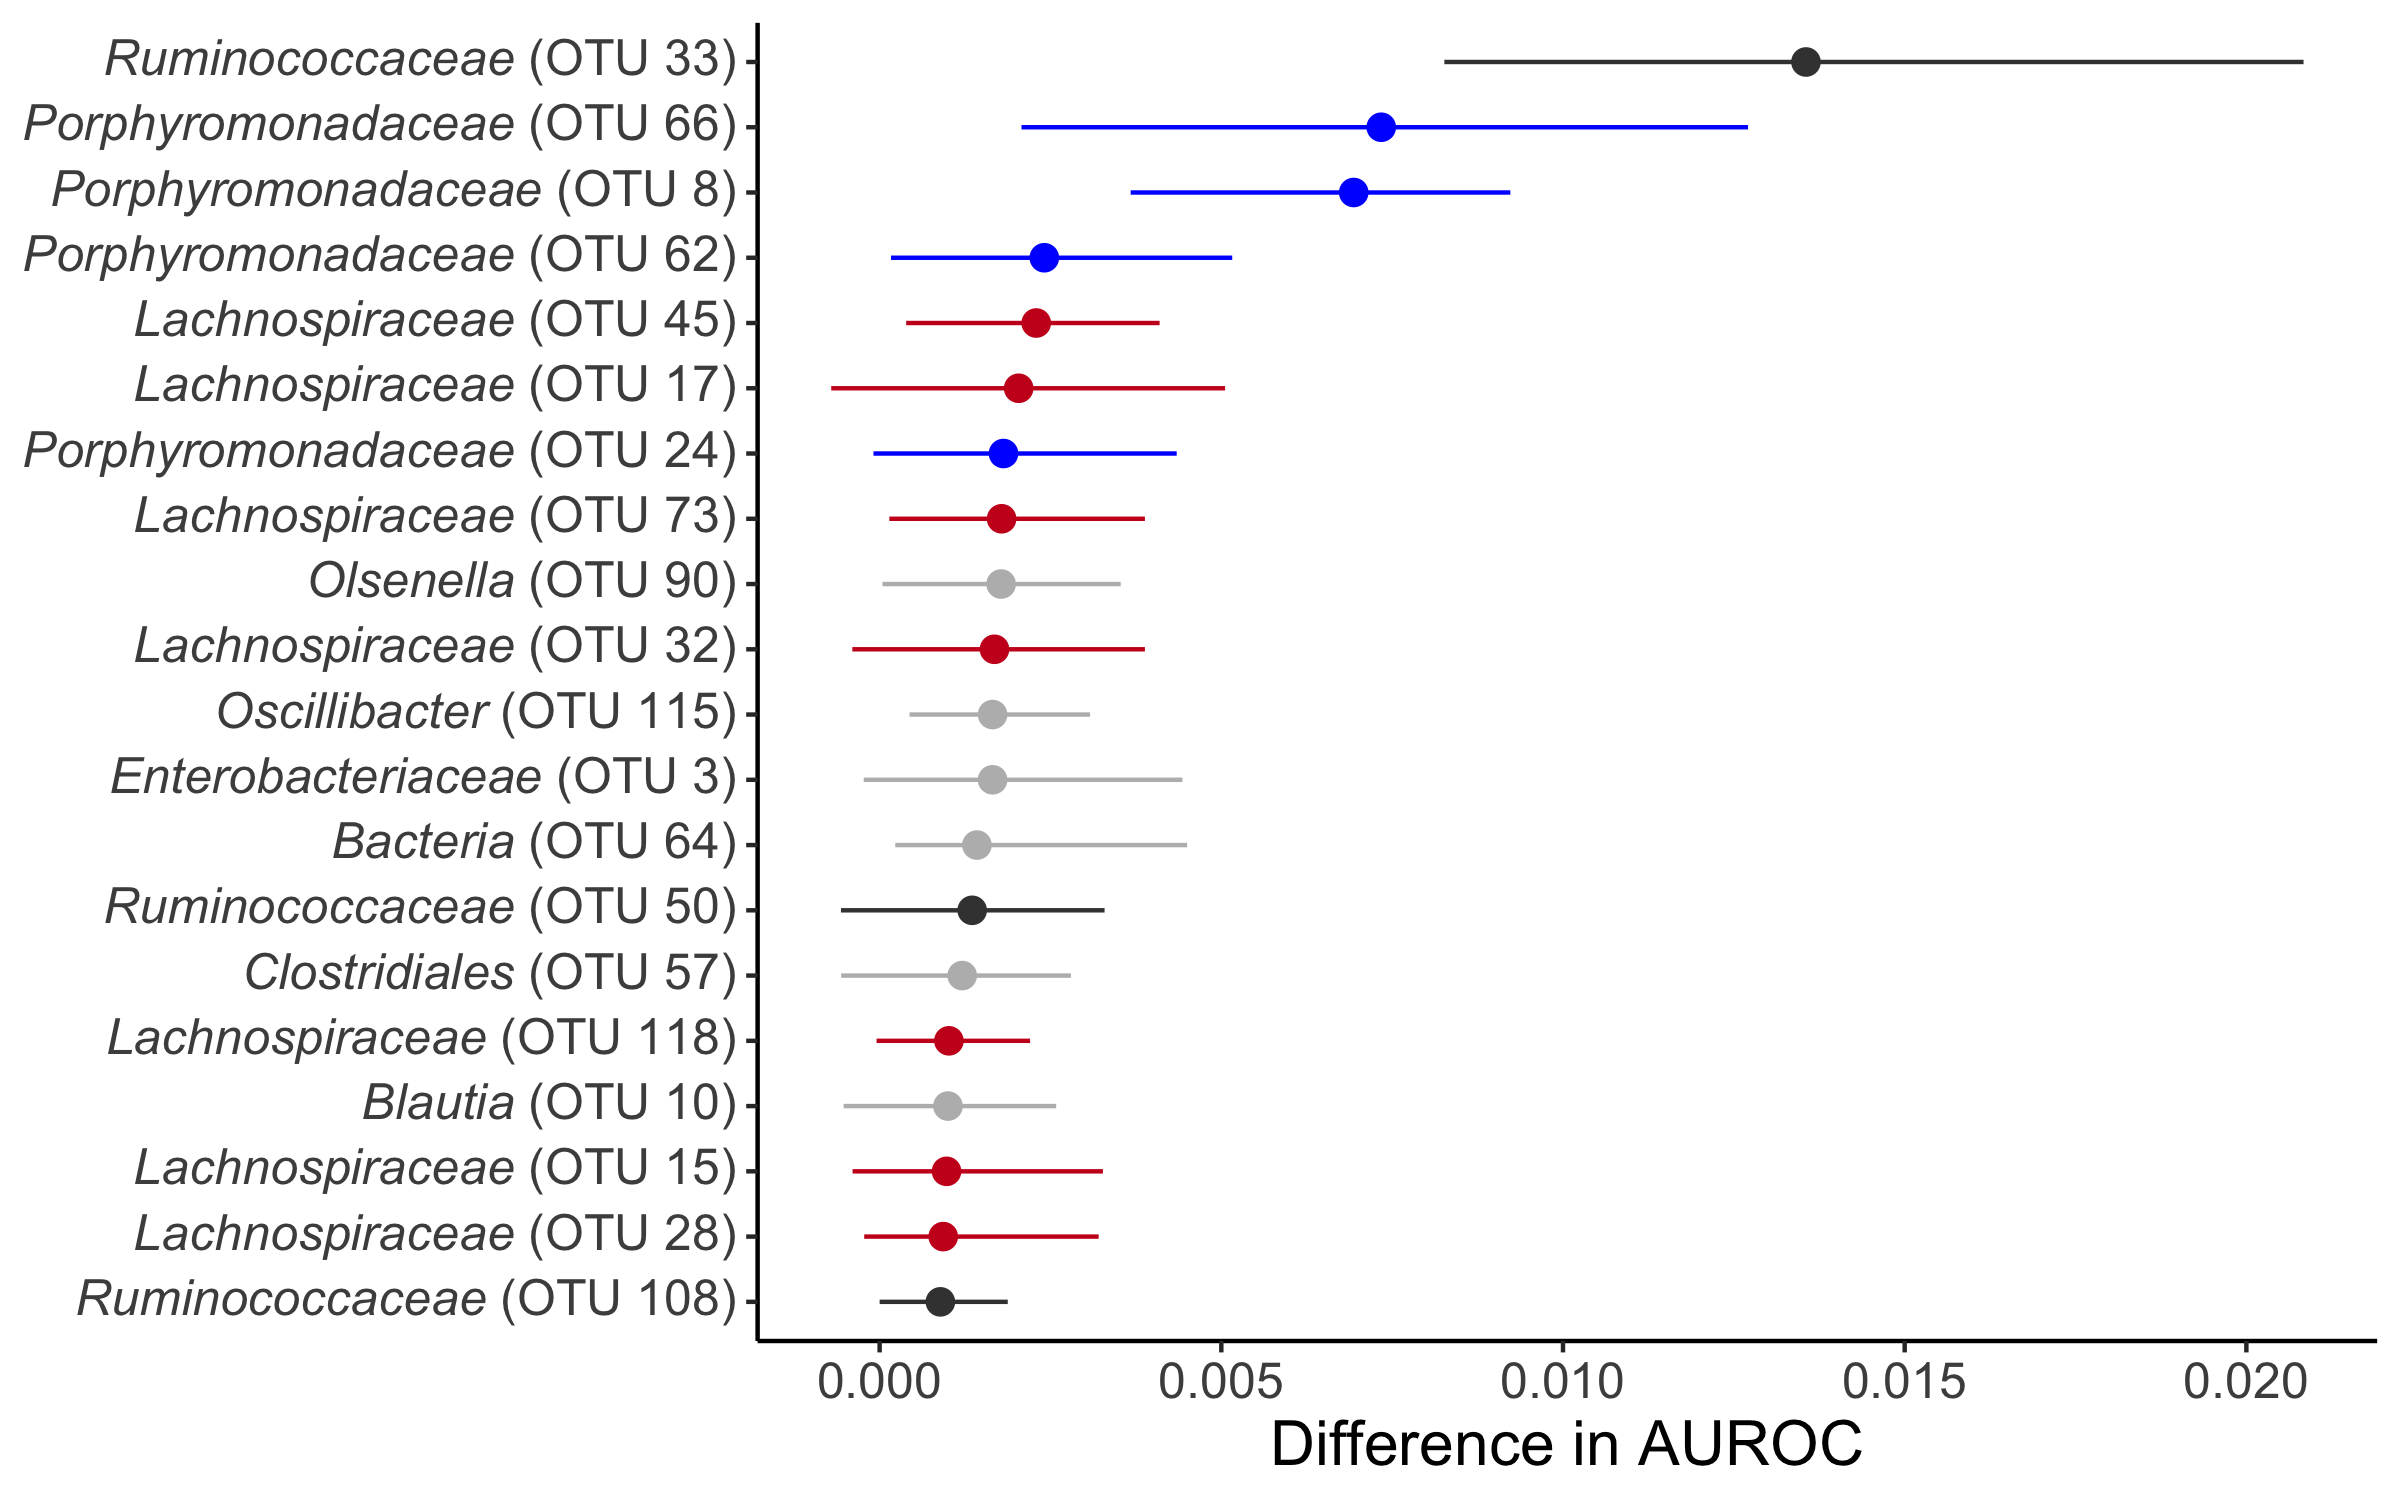 Ruminococcaceae (OTU 33)
Porphyromonadaceae (OTU 66)
Porphyromonadaceae (OTU 8)
Porphyromonadaceae (OTU 62)
Lachnospiraceae (OTU 45)
Lachnospiraceae (OTU 17)
Porphyromonadaceae (OTU 24)
Lachnospiraceae (OTU 73)
Olsenella (OTU 90)
Lachnospiraceae (OTU 32)
Oscillibacter (OTU 115)
Enterobacteriaceae (OTU 3)
Bacteria (OTU 64)
Ruminococcaceae (OTU 50)
Clostridiales (OTU 57)
Lachnospiraceae (OTU 118)
Blautia (OTU 10)
Lachnospiraceae (OTU 15)
Lachnospiraceae (OTU 28)
Ruminococcaceae (OTU 108)
0.000 0.005 0.010 0.015 0.020
Difference in AUROC